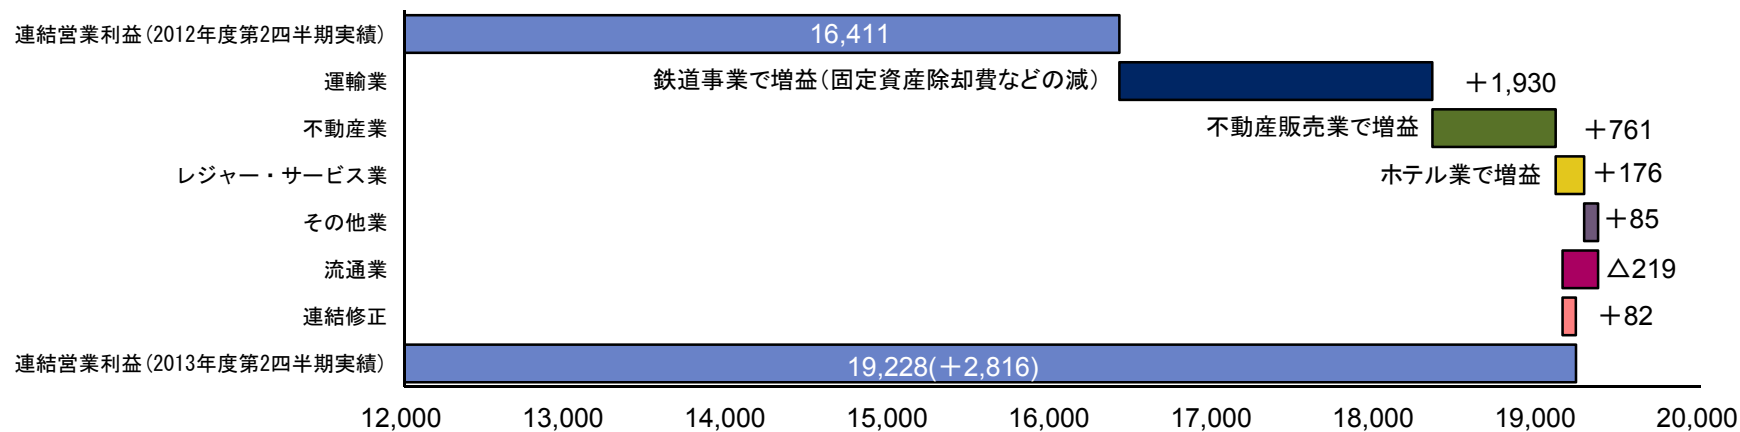 連結営業利益(2012年度第2四半期実績) 16,411
運輸業 鉄道事業で増益(固定資産除却費などの減) +1,930
不動産業 不動産販売業で増益 +761
レジャー・サービス業 ホテル業で増益 +176
その他業 +85
流通業 △219
連結修正 +82
連結営業利益(2013年度第2四半期実績) 19,228(+2,816)
12,000 13,000 14,000 15,000 16,000 17,000 18,000 19,000 20,000